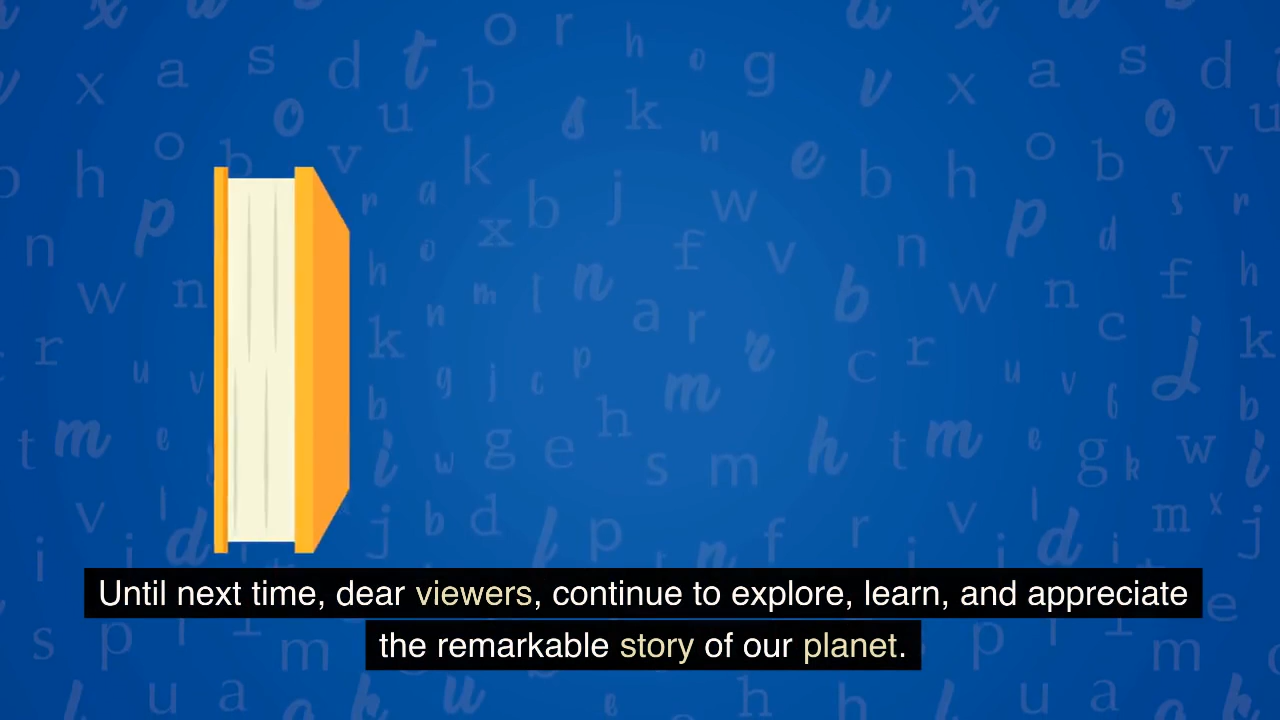 Until next time, dear viewers, continue to explore, learn, and appreciate
the remarkable story of our planet.